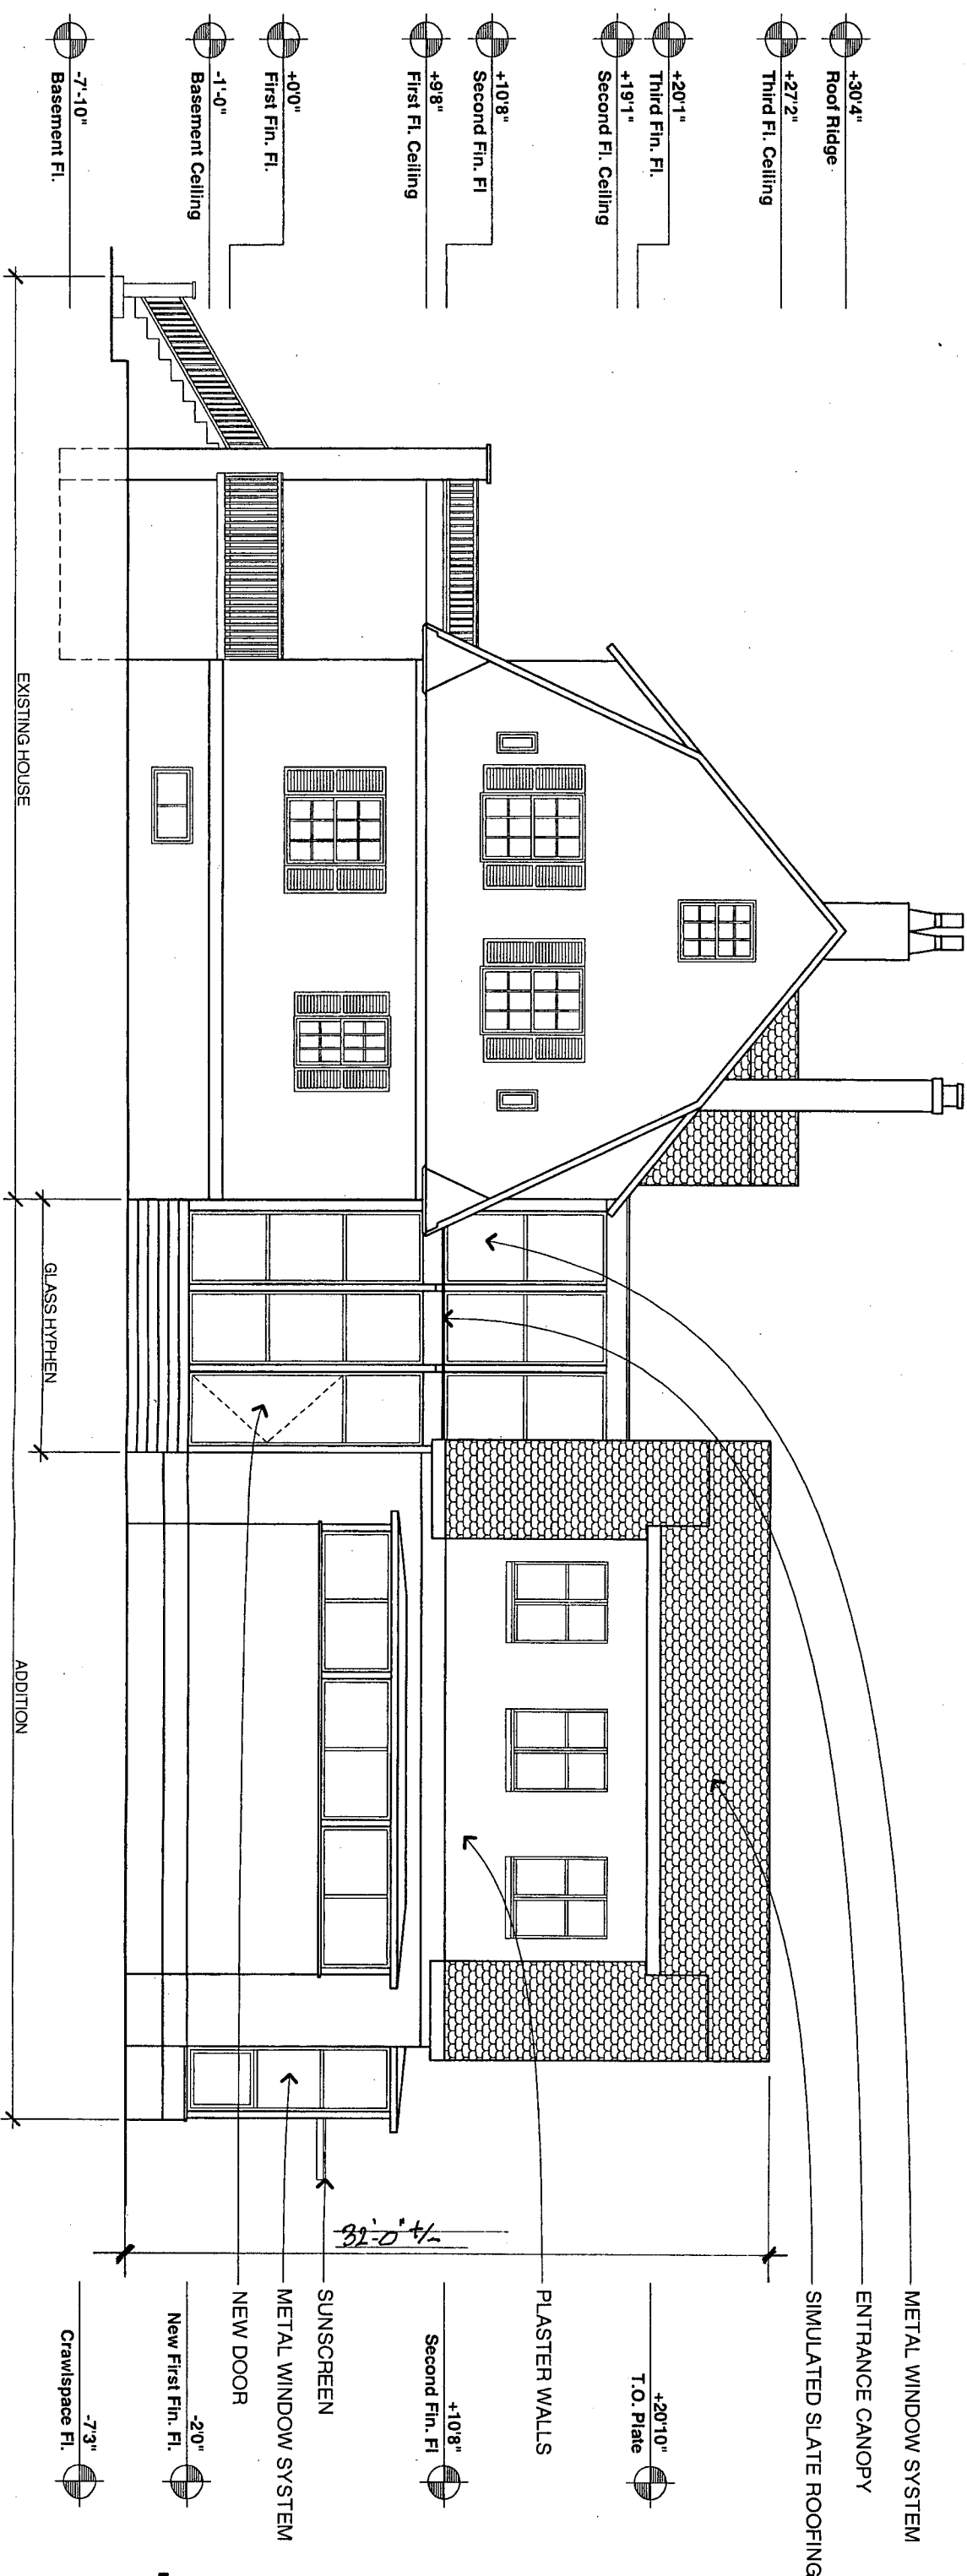 +30'4"
Roof Ridge
+27'2"
Third Fl. Ceiling
+20'1"
Third Fin. Fl.
+19'1"
Second Fl. Ceiling
+10'8"
Second Fin. Fl
+9'8"
First Fl. Ceiling
+0'0"
First Fin. Fl.
-1'-0"
Basement Ceiling
-7'-10"
Basement Fl.
EXISTING HOUSE
GLASS HYPHEN
ADDITION
METAL WINDOW SYSTEM
ENTRANCE CANOPY
SIMULATED SLATE ROOFING
PLASTER WALLS
SUNSCREEN
METAL WINDOW SYSTEM
NEW DOOR
+20'10"
T.O. Plate
+10'8"
Second Fin. Fl
-2'0"
New First Fin. Fl.
-7'3"
Crawlspace Fl.